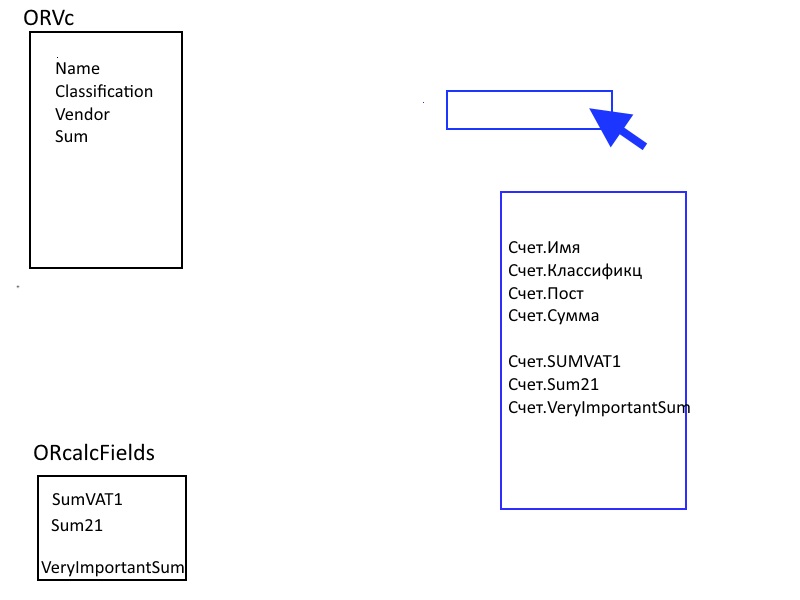 ORVc
Name
Classification
Vendor
Sum
Счет.Имя
Счет.Классификц
Счет.Пост
Счет.Сумма
Счет.SUMVAT1
Счет.Sum21
Счет.VeryImportantSum
ORcalcFields
SumVAT1
Sum21
VeryImportantSum